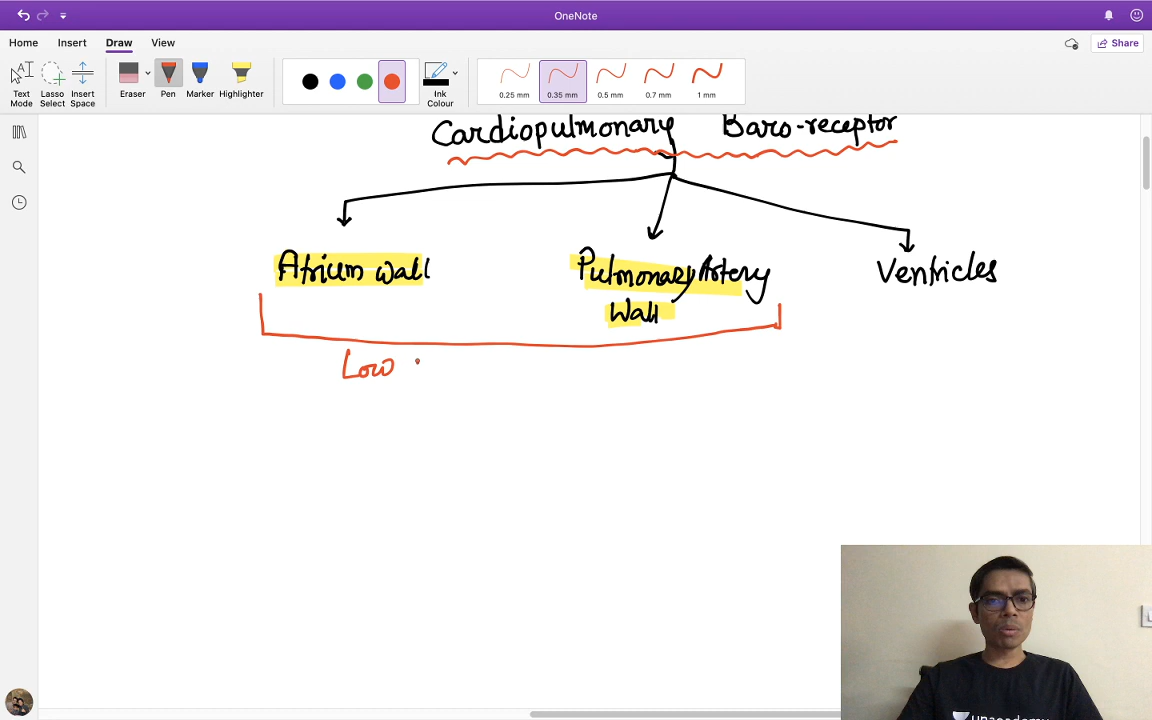 OneNote
Home Insert Draw View
Share
Text Mode
Lasso Select
Insert Space
Eraser
Pen
Marker
Highlighter
Ink Colour
0.25 mm
0.35 mm
0.5 mm
0.7 mm
1 mm
Cardiopulmonary Baro-receptor
Atrium wall
Pulmonary Artery
Wall
Ventricles
Low